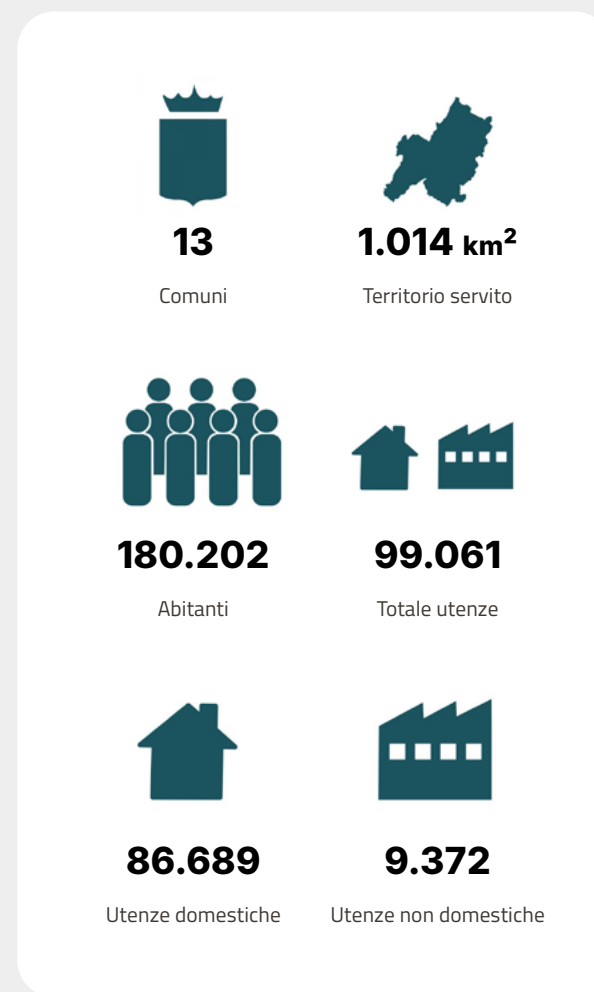 13
Comuni
1.014 km²
Territorio servito
180.202
Abitanti
99.061
Totale utenze
86.689
Utenze domestiche
9.372
Utenze non domestiche